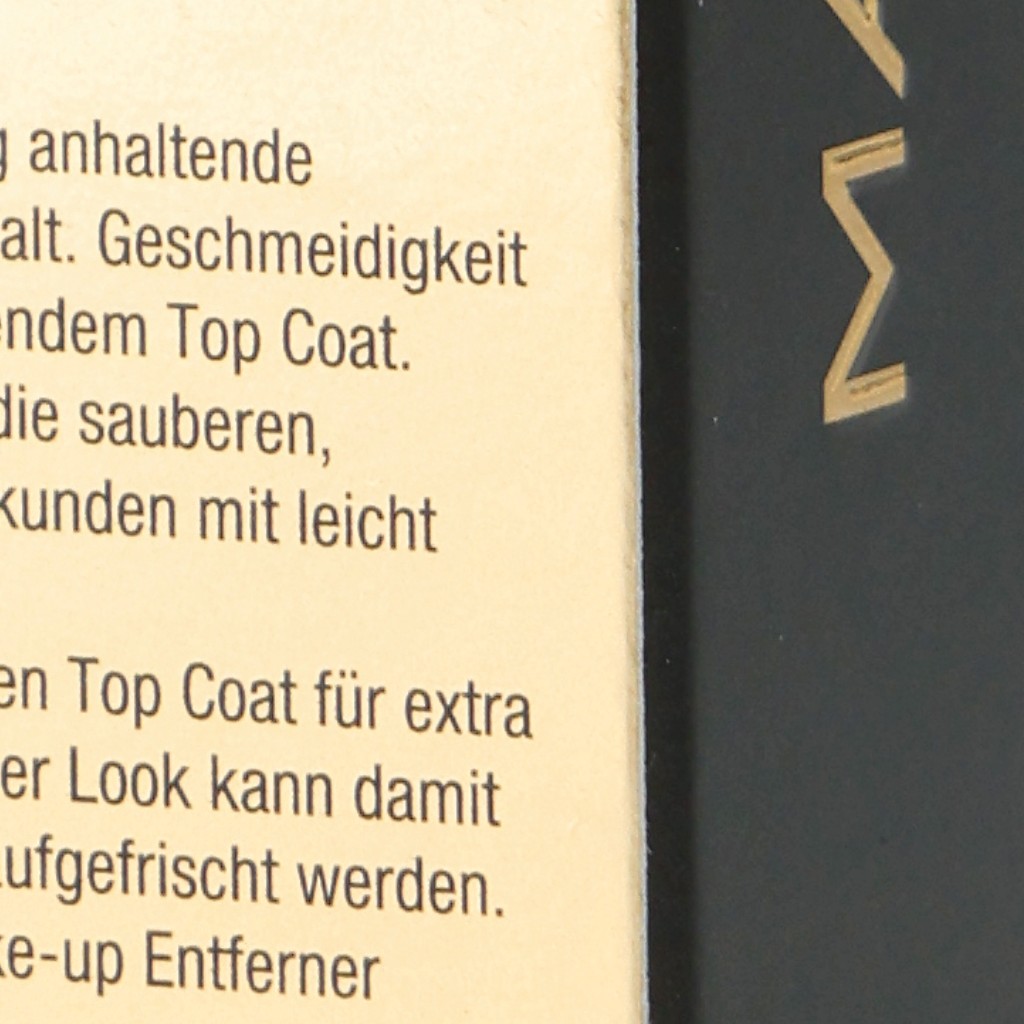 anhaltende
alt. Geschmeidigkeit
endem Top Coat.
die sauberen,
kunden mit leicht
en Top Coat für extra
er Look kann damit
ufgefrischt werden.
ke-up Entferner
MA